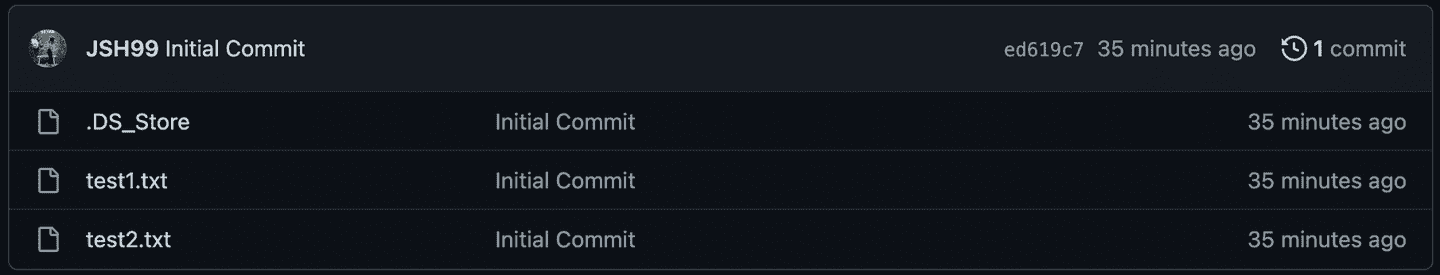 JSH99 Initial Commit ed619c7 35 minutes ago 1 commit
.DS_Store Initial Commit 35 minutes ago
test1.txt Initial Commit 35 minutes ago
test2.txt Initial Commit 35 minutes ago